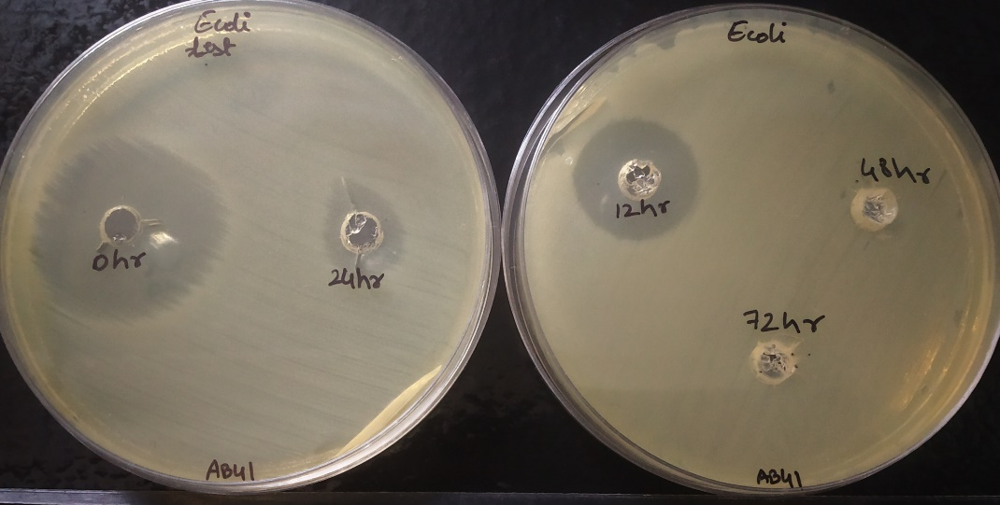 Ecoli
test
0hr
24hr
AB41
Ecoli
12hr
48hr
72hr
AB41